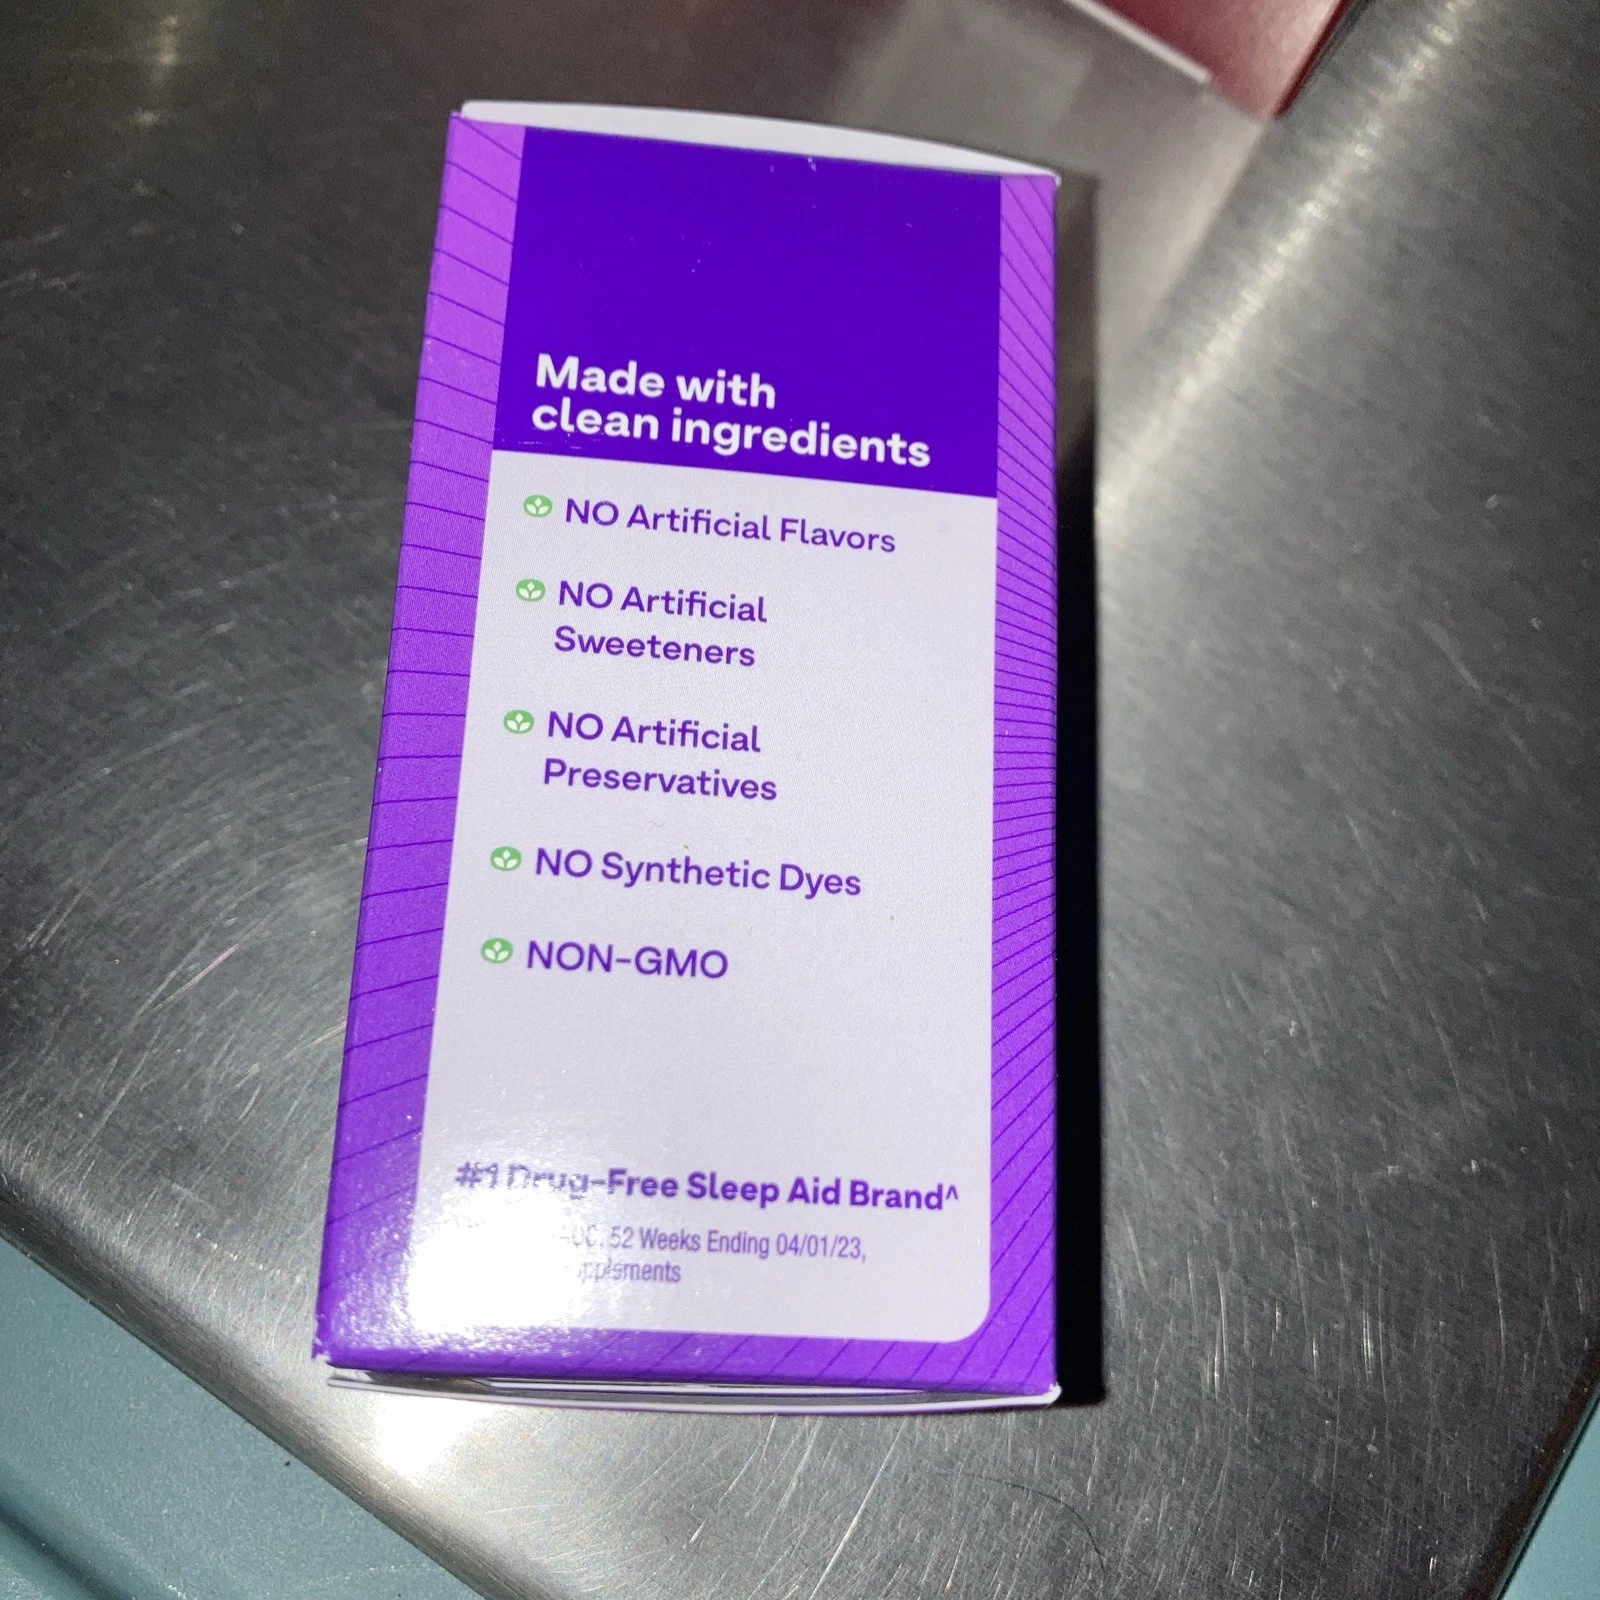 Made with
clean ingredients
NO Artificial Flavors
NO Artificial
Sweeteners
NO Artificial
Preservatives
NO Synthetic Dyes
NON-GMO
#1 Drug-Free Sleep Aid Brand^
52 Weeks Ending 04/01/23,